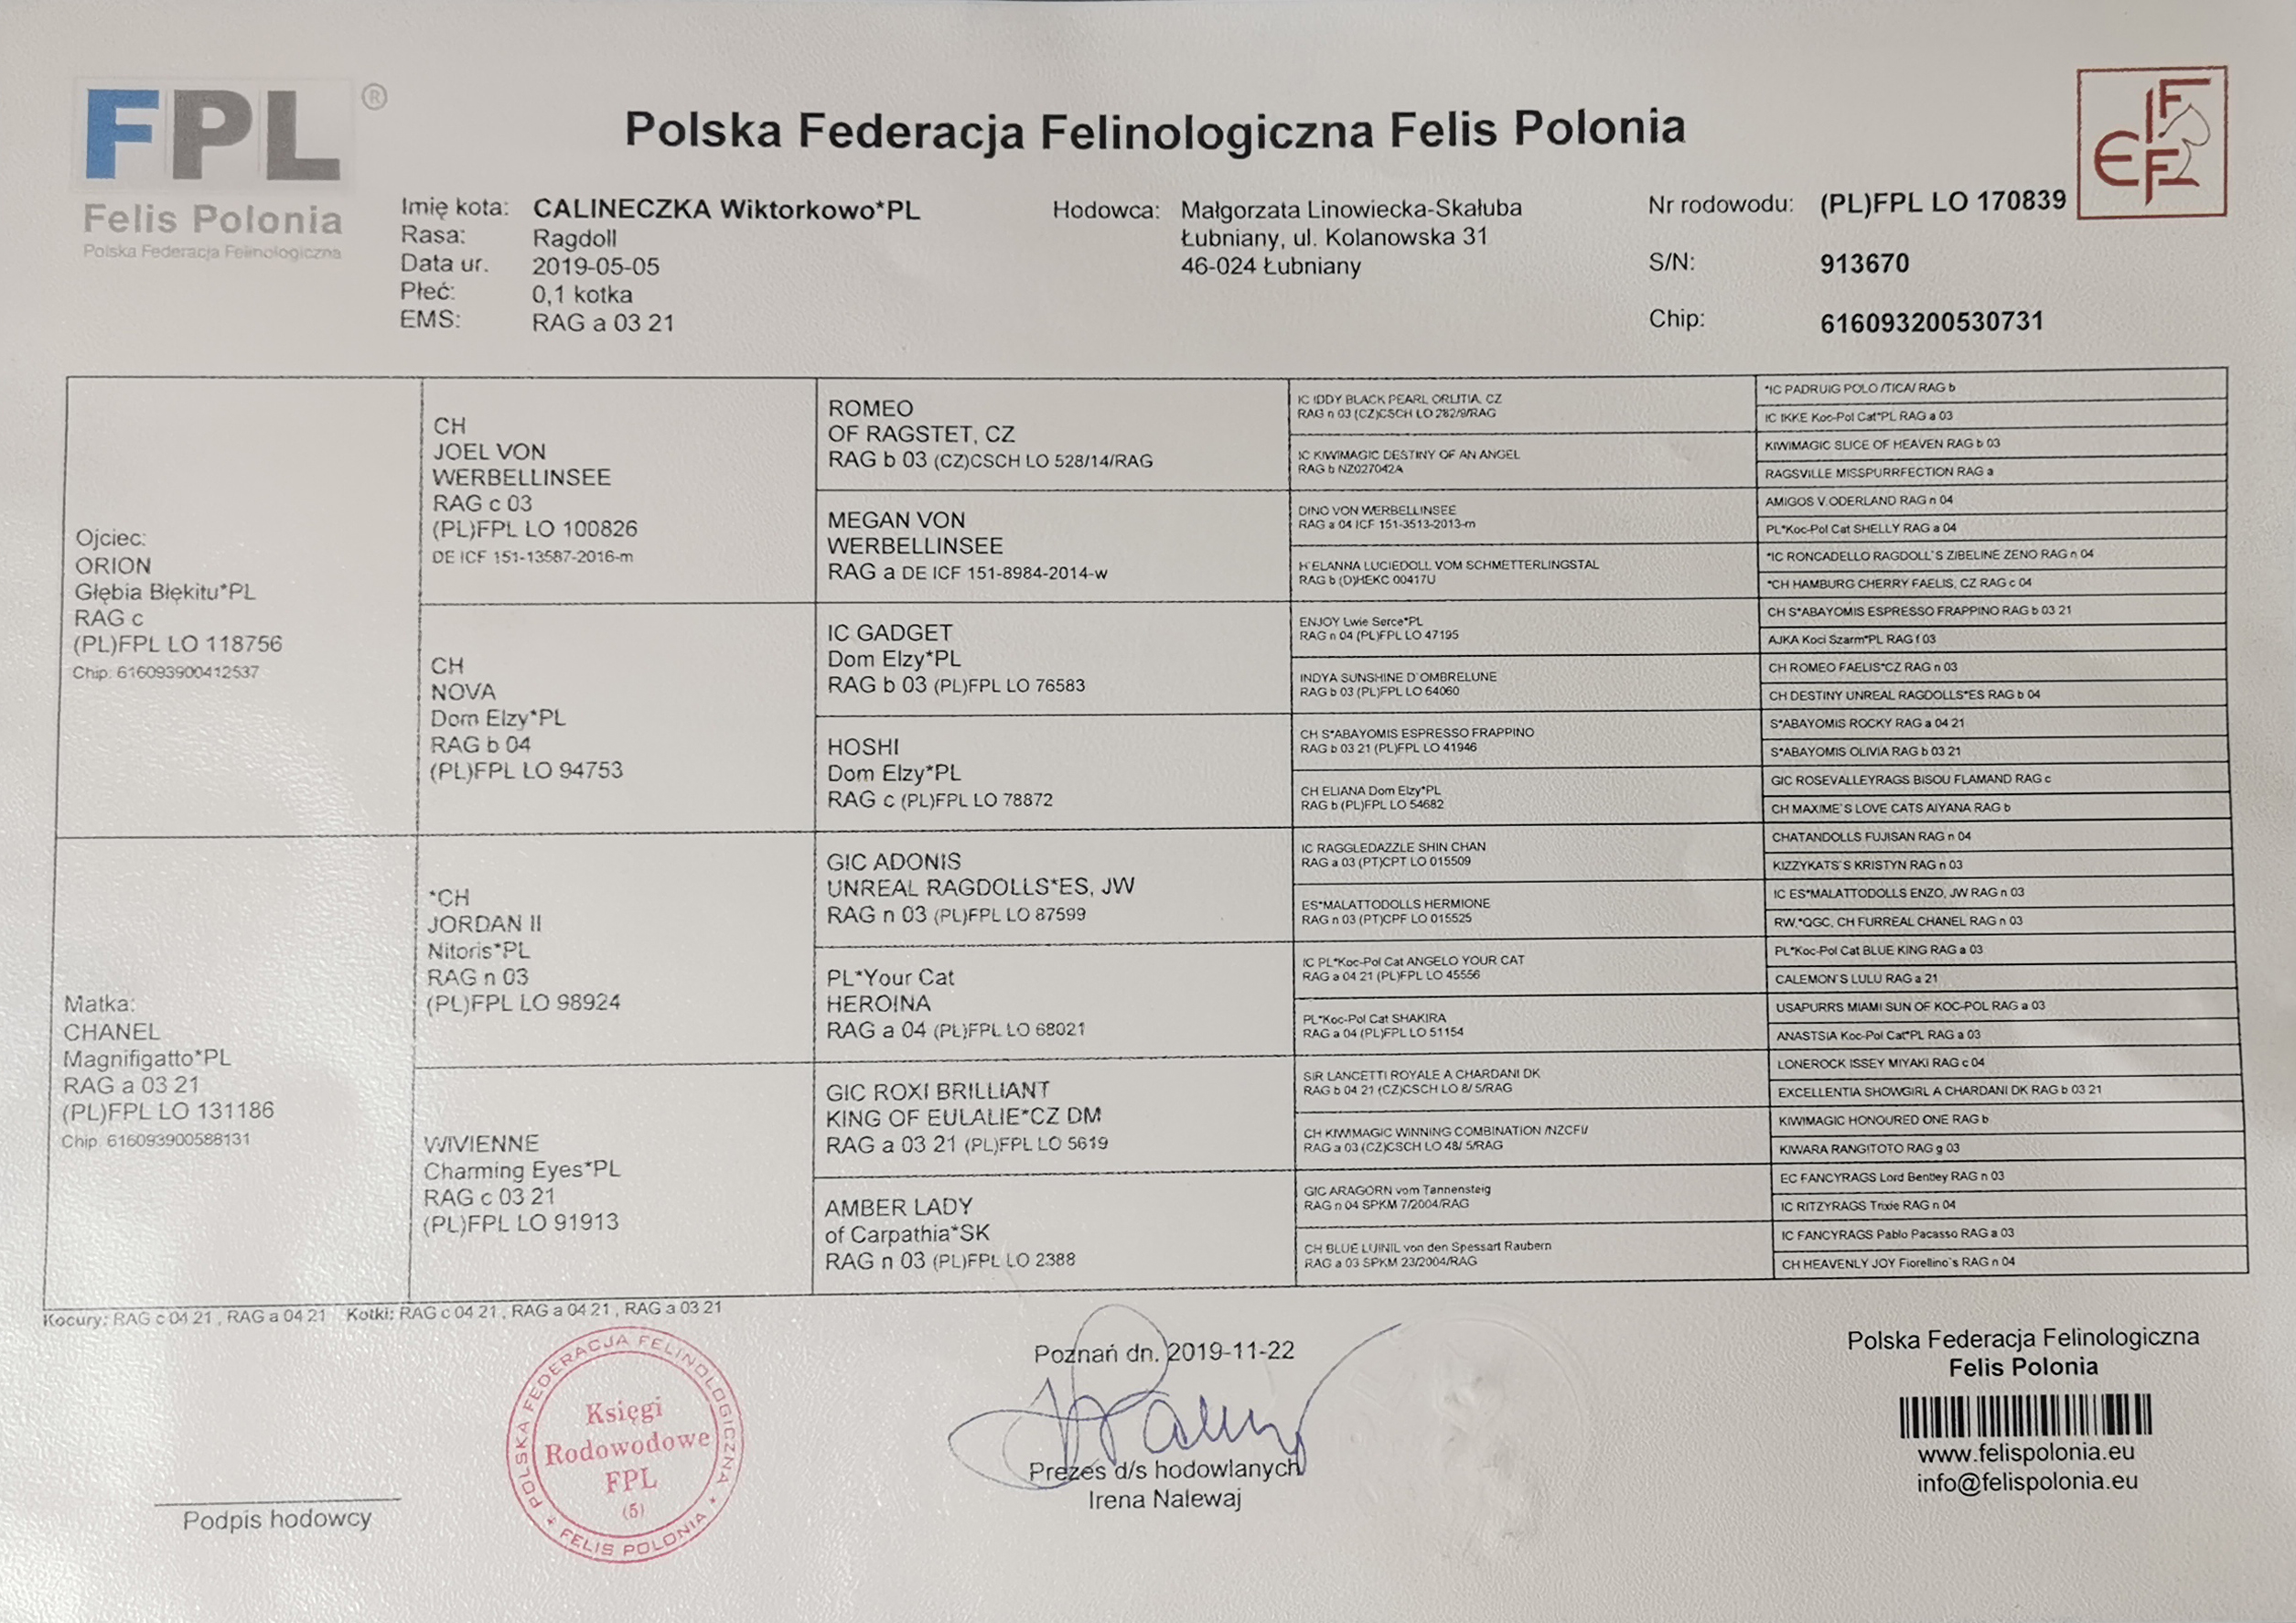 FPL ®
Felis Polonia
Polska Federacja Felinologiczna
Polska Federacja Felinologiczna Felis Polonia
FIFE
Imię kota: CALINECZKA Wiktorkowo*PL
Rasa: Ragdoll
Data ur. 2019-05-05
Płeć: 0,1 kotka
EMS: RAG a 03 21
Hodowca: Małgorzata Linowiecka-Skałuba
Łubniany, ul. Kolanowska 31
46-024 Łubniany
Nr rodowodu: (PL)FPL LO 170839
S/N: 913670
Chip: 616093200530731
Ojciec:
ORION
Głębia Błękitu*PL
RAG c
(PL)FPL LO 118756
Chip: 616093900412537
Matka:
CHANEL
Magnifigatto*PL
RAG a 03 21
(PL)FPL LO 131186
Chip: 616093900588131
CH
JOEL VON
WERBELLINSEE
RAG c 03
(PL)FPL LO 100826
DE ICF 151-13587-2016-m
CH
NOVA
Dom Elzy*PL
RAG b 04
(PL)FPL LO 94753
*CH
JORDAN II
Nitoris*PL
RAG n 03
(PL)FPL LO 98924
WIVIENNE
Charming Eyes*PL
RAG c 03 21
(PL)FPL LO 91913
ROMEO
OF RAGSTET, CZ
RAG b 03 (CZ)CSCH LO 528/14/RAG
MEGAN VON
WERBELLINSEE
RAG a DE ICF 151-8984-2014-w
IC GADGET
Dom Elzy*PL
RAG b 03 (PL)FPL LO 76583
HOSHI
Dom Elzy*PL
RAG c (PL)FPL LO 78872
GIC ADONIS
UNREAL RAGDOLLS*ES, JW
RAG n 03 (PL)FPL LO 87599
PL*Your Cat
HEROINA
RAG a 04 (PL)FPL LO 68021
GIC ROXI BRILLIANT
KING OF EULALIE*CZ DM
RAG a 03 21 (PL)FPL LO 5619
AMBER LADY
of Carpathia*SK
RAG n 03 (PL)FPL LO 2388
IC IDDY BLACK PEARL ORLITIA, CZ
RAG n 03 (CZ)CSCH LO 282/9/RAG
IC KIWIMAGIC DESTINY OF AN ANGEL
RAG b NZ027042A
DINO VON WERBELLINSEE
RAG a 04 ICF 151-3513-2013-m
H'ELANNA LUCIEDOLL VOM SCHMETTERLINGSTAL
RAG b (D)HEKC 00417U
ENJOY Lwie Serce*PL
RAG n 04 (PL)FPL LO 47195
INDYA SUNSHINE D'OMBRELUNE
RAG b 03 (PL)FPL LO 64060
CH S*ABAYOMIS ESPRESSO FRAPPINO
RAG b 03 21 (PL)FPL LO 41946
CH ELIANA Dom Elzy*PL
RAG b (PL)FPL LO 54682
IC RAGGLEDAZZLE SHIN CHAN
RAG a 03 (PT)CPT LO 015509
ES*MALATTODOLLS HERMIONE
RAG n 03 (PT)CPF LO 015525
IC PL*Koc-Pol Cat ANGELO YOUR CAT
RAG a 04 21 (PL)FPL LO 45556
PL*Koc-Pol Cat SHAKIRA
RAG a 04 (PL)FPL LO 51154
SIR LANCETTI ROYALE A CHARDANI DK
RAG b 04 21 (CZ)CSCH LO 8/ 5/RAG
CH KIWIMAGIC WINNING COMBINATION /NZCF/
RAG a 03 (CZ)CSCH LO 48/ 5/RAG
GIC ARAGORN vom Tannensteig
RAG n 04 SPKM 7/2004/RAG
CH BLUE LUINIL von den Spessart Raubern
RAG a 03 SPKM 23/2004/RAG
*IC PADRUIG POLO /TICA/ RAG b
IC IKKE Koc-Pol Cat*PL RAG a 03
KIWIMAGIC SLICE OF HEAVEN RAG b 03
RAGSVILLE MISSPURRFECTION RAG a
AMIGOS V.ODERLAND RAG n 04
PL*Koc-Pol Cat SHELLY RAG a 04
*IC RONCADELLO RAGDOLL'S ZIBELINE ZENO RAG n 04
*CH HAMBURG CHERRY FAELIS, CZ RAG c 04
CH S*ABAYOMIS ESPRESSO FRAPPINO RAG b 03 21
AJKA Koci Szarm*PL RAG f 03
CH ROMEO FAELIS*CZ RAG n 03
CH DESTINY UNREAL RAGDOLLS*ES RAG b 04
S*ABAYOMIS ROCKY RAG a 04 21
S*ABAYOMIS OLIVIA RAG b 03 21
GIC ROSEVALLEYRAGS BISOU FLAMAND RAG c
CH MAXIME'S LOVE CATS AIYANA RAG b
CHATANDOLLS FUJISAN RAG n 04
KIZZYKATS'S KRISTYN RAG n 03
IC ES*MALATTODOLLS ENZO, JW RAG n 03
RW,*QGC, CH FURREAL CHANEL RAG n 03
PL*Koc-Pol Cat BLUE KING RAG a 03
CALEMON'S LULU RAG a 21
USAPURRS MIAMI SUN OF KOC-POL RAG a 03
ANASTSIA Koc-Pol Cat*PL RAG a 03
LONEROCK ISSEY MIYAKI RAG c 04
EXCELLENTIA SHOWGIRL A CHARDANI DK RAG b 03 21
KIWIMAGIC HONOURED ONE RAG b
KIWARA RANGITOTO RAG g 03
EC FANCYRAGS Lord Bentley RAG n 03
IC RITZYRAGS Trixie RAG n 04
IC FANCYRAGS Pablo Pacasso RAG a 03
CH HEAVENLY JOY Fiorellino's RAG n 04
Kocury: RAG c 04 21 , RAG a 04 21 Kotki: RAG c 04 21 , RAG a 04 21 , RAG a 03 21
Podpis hodowcy
POLSKA FEDERACJA FELINOLOGICZNA
* FELIS POLONIA *
Księgi
Rodowodowe
FPL
(5)
Poznań dn. 2019-11-22
Prezes d/s hodowlanych
Irena Nalewaj
Polska Federacja Felinologiczna
Felis Polonia
www.felispolonia.eu
info@felispolonia.eu